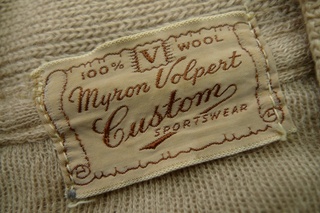 100% V WOOL
Myron Volpert
Custom
SPORTSWEAR